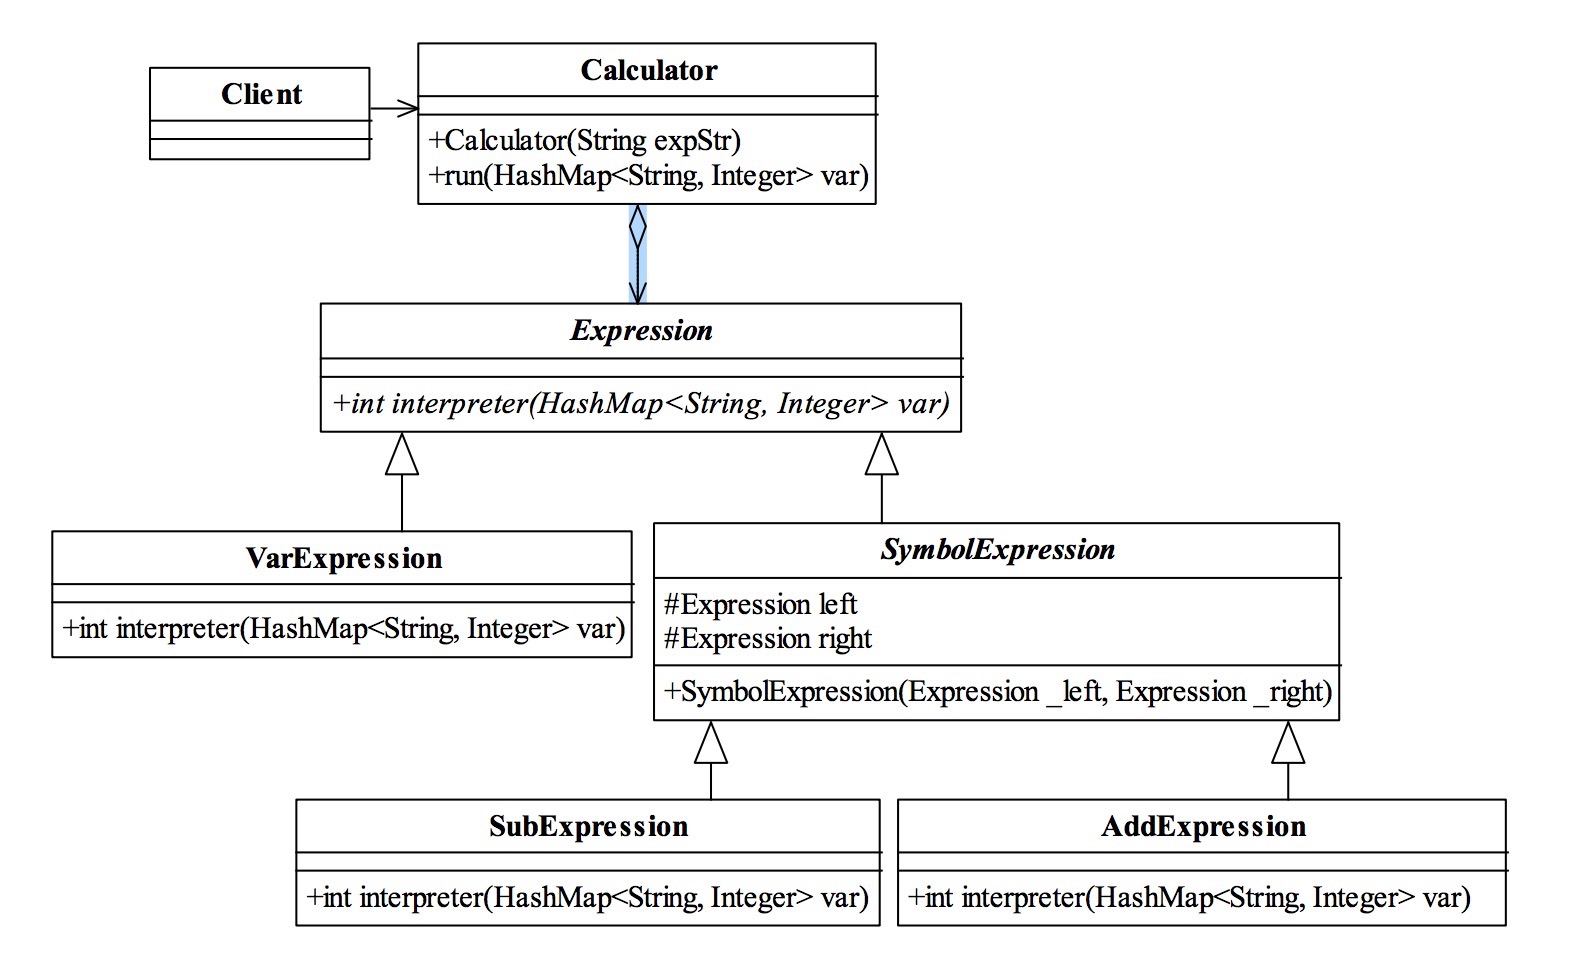 Client
Calculator
+Calculator(String expStr)
+run(HashMap<String, Integer> var)
Expression
+int interpreter(HashMap<String, Integer> var)
VarExpression
+int interpreter(HashMap<String, Integer> var)
SymbolExpression
#Expression left
#Expression right
+SymbolExpression(Expression _left, Expression _right)
SubExpression
+int interpreter(HashMap<String, Integer> var)
AddExpression
+int interpreter(HashMap<String, Integer> var)